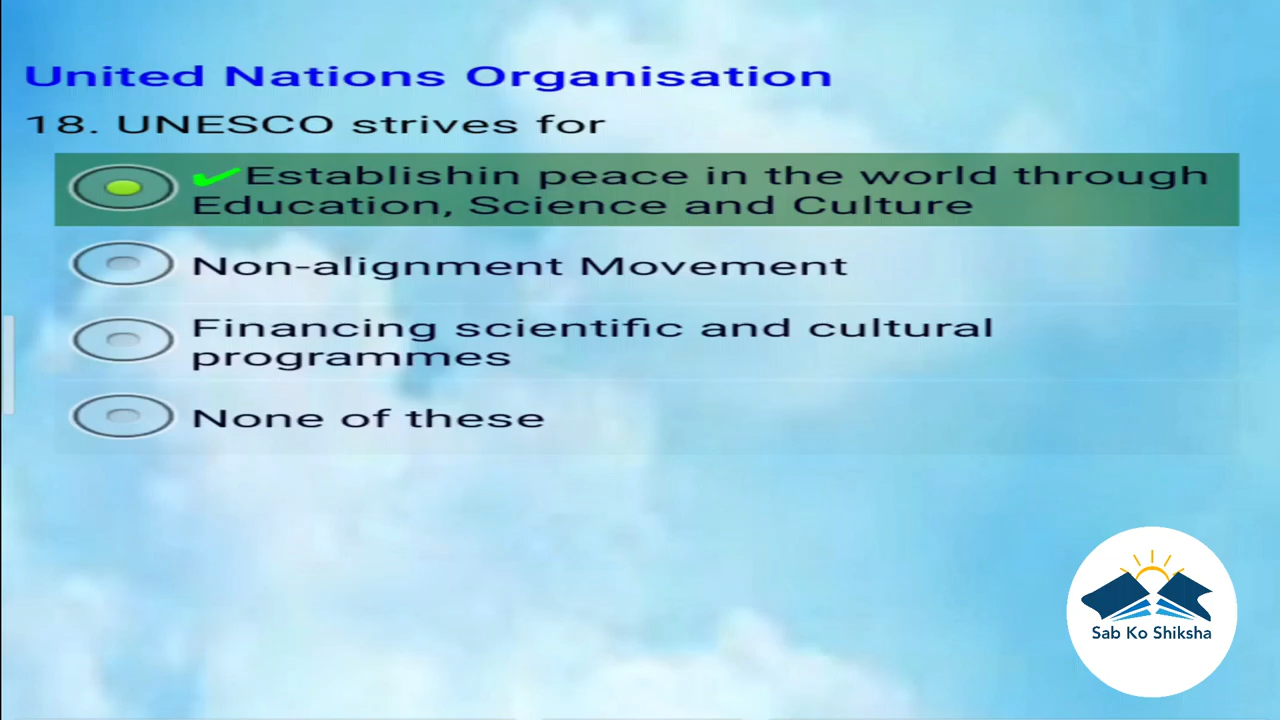 United Nations Organisation
18. UNESCO strives for
✔Establishin peace in the world through
Education, Science and Culture
Non-alignment Movement
Financing scientific and cultural
programmes
None of these
Sab Ko Shiksha